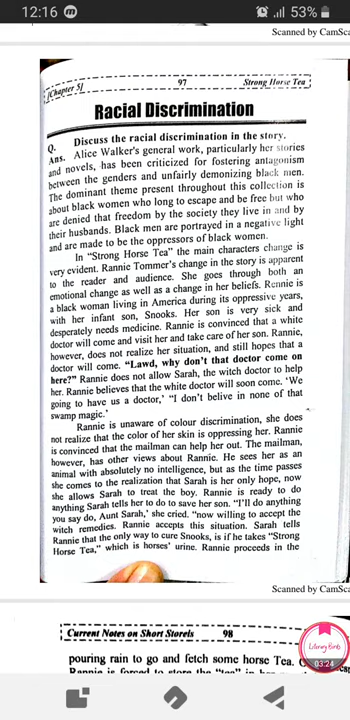 12:16 m 53%
Scanned by CamSca
[Chapter 5] 97 Strong Horse Tea
Racial Discrimination
Q. Discuss the racial discrimination in the story.
Ans. Alice Walker's general work, particularly her stories
and novels, has been criticized for fostering antagonism
between the genders and unfairly demonizing black men.
The dominant theme present throughout this collection is
about black women who long to escape and be free but who
are denied that freedom by the society they live in and by
their husbands. Black men are portrayed in a negative light
and are made to be the oppressors of black women.
In “Strong Horse Tea” the main characters change is
very evident. Rannie Tommer's change in the story is apparent
to the reader and audience. She goes through both an
emotional change as well as a change in her beliefs. Rennie is
a black woman living in America during its oppressive years,
with her infant son, Snooks. Her son is very sick and
desperately needs medicine. Rannie is convinced that a white
doctor will come and visit her and take care of her son. Rannie,
however, does not realize her situation, and still hopes that a
doctor will come. “Lawd, why don't that doctor come on
here?” Rannie does not allow Sarah, the witch doctor to help
her. Rannie believes that the white doctor will soon come. ‘We
going to have us a doctor,’ “I don't belive in none of that
swamp magic.’
Rannie is unaware of colour discrimination, she does
not realize that the color of her skin is oppressing her. Rannie
is convinced that the mailman can help her out. The mailman,
however, has other views about Rannie. He sees her as an
animal with absolutely no intelligence, but as the time passes
she comes to the realization that Sarah is her only hope, now
she allows Sarah to treat the boy. Rannie is ready to do
anything Sarah tells her to do to save her son. “I'll do anything
you say do, Aunt Sarah,’ she cried. “now willing to accept the
witch remedies. Rannie accepts this situation. Sarah tells
Rannie that the only way to cure Snooks, is if he takes “Strong
Horse Tea,” which is horses’ urine. Rannie proceeds in the
Scanned by CamSca
Current Notes on Short Storels 98
pouring rain to go and fetch some horse Tea.
Rannie is forced to store the “tea” in her
Literary Birds
03:24